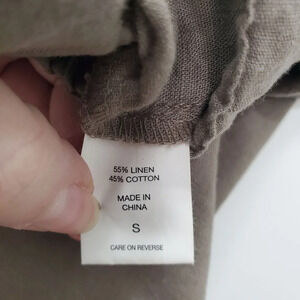 55% LINEN
45% COTTON
MADE IN
CHINA
S
CARE ON REVERSE